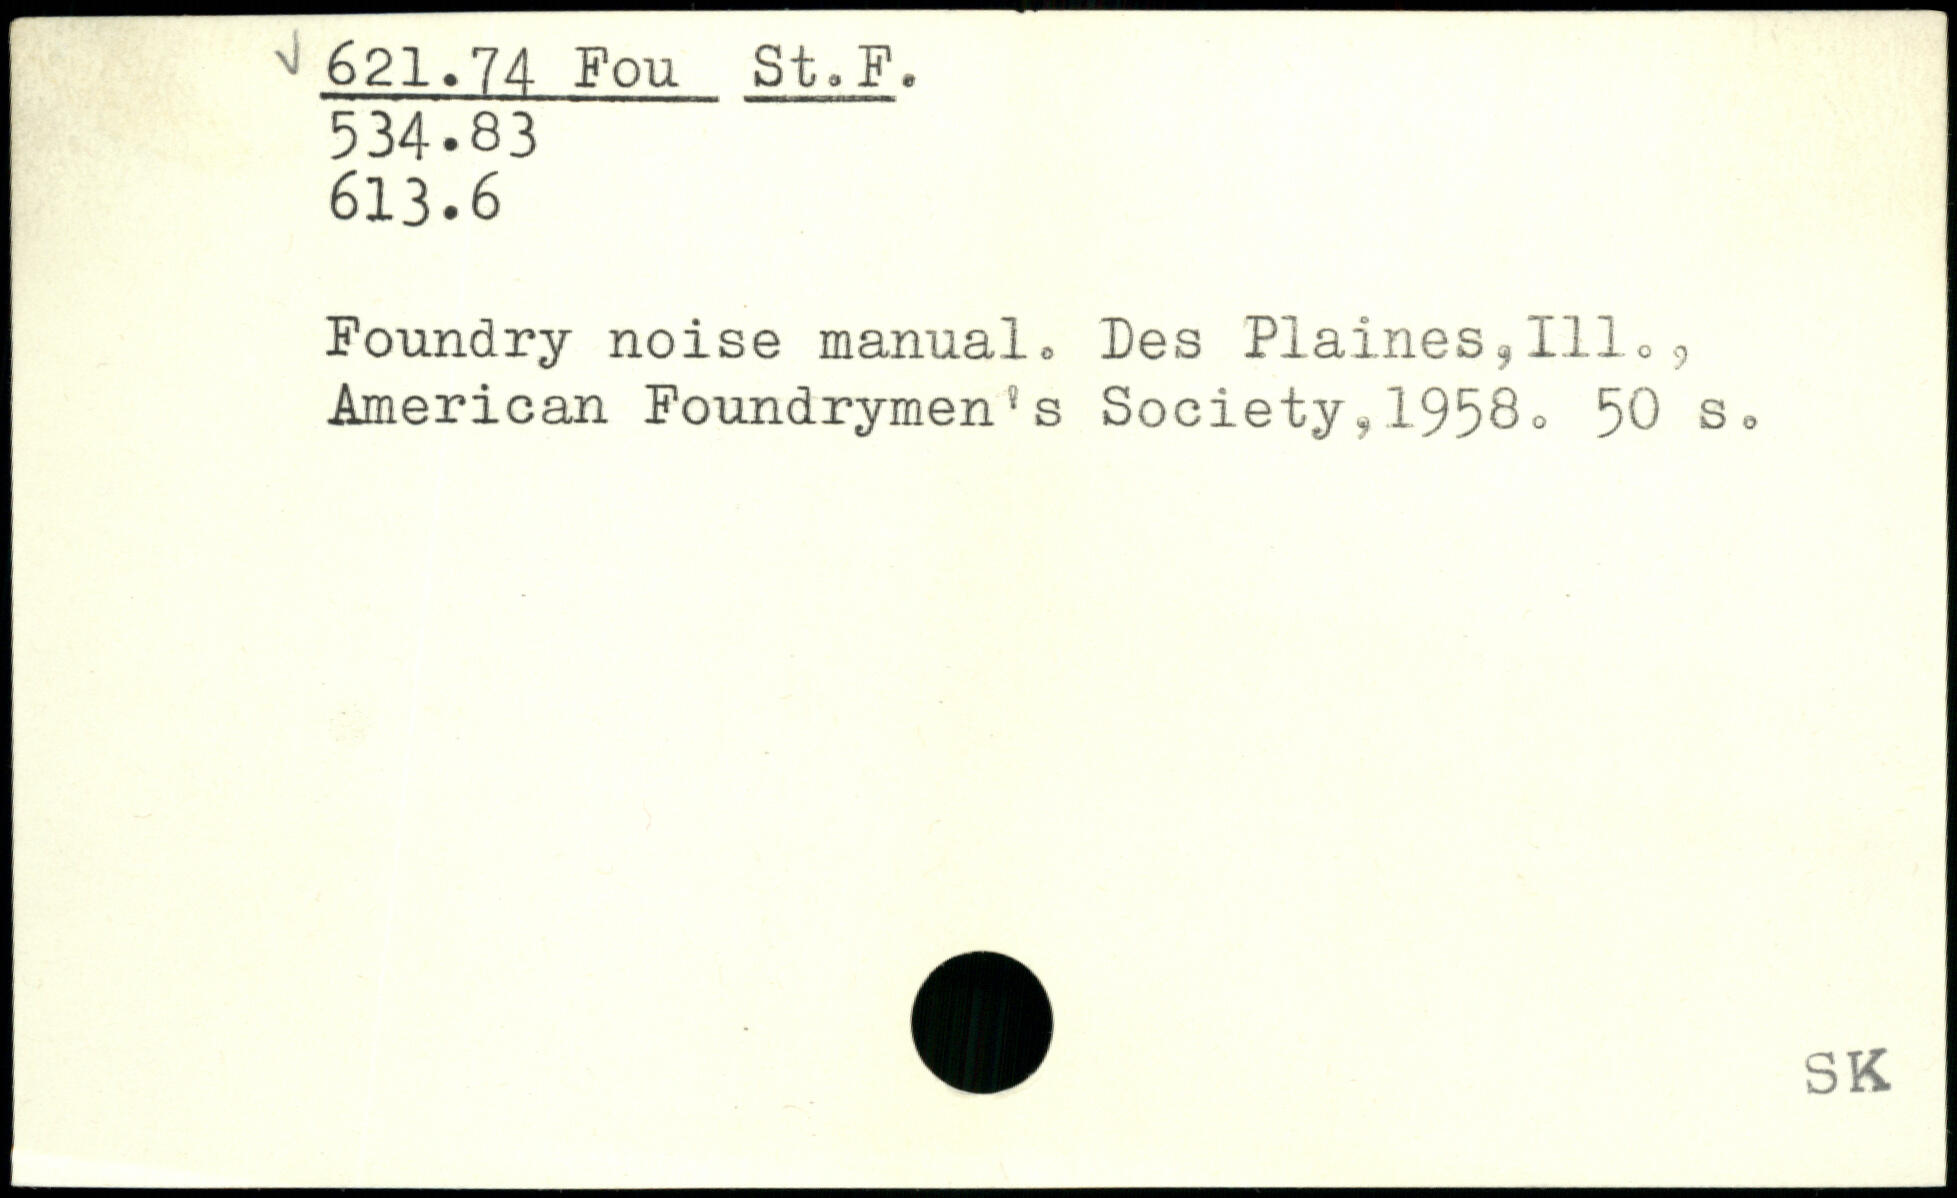 √ 621.74 Fou St.F.
534.83
613.6
Foundry noise manual. Des Plaines,Ill.,
American Foundrymen's Society,1958. 50 s.
SK